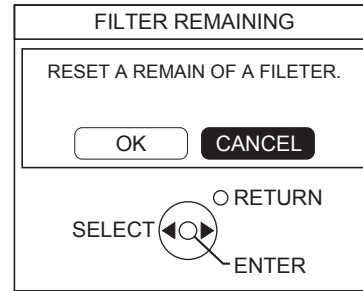 FILTER REMAINING
RESET A REMAIN OF A FILETER.
OK CANCEL
RETURN
SELECT
ENTER